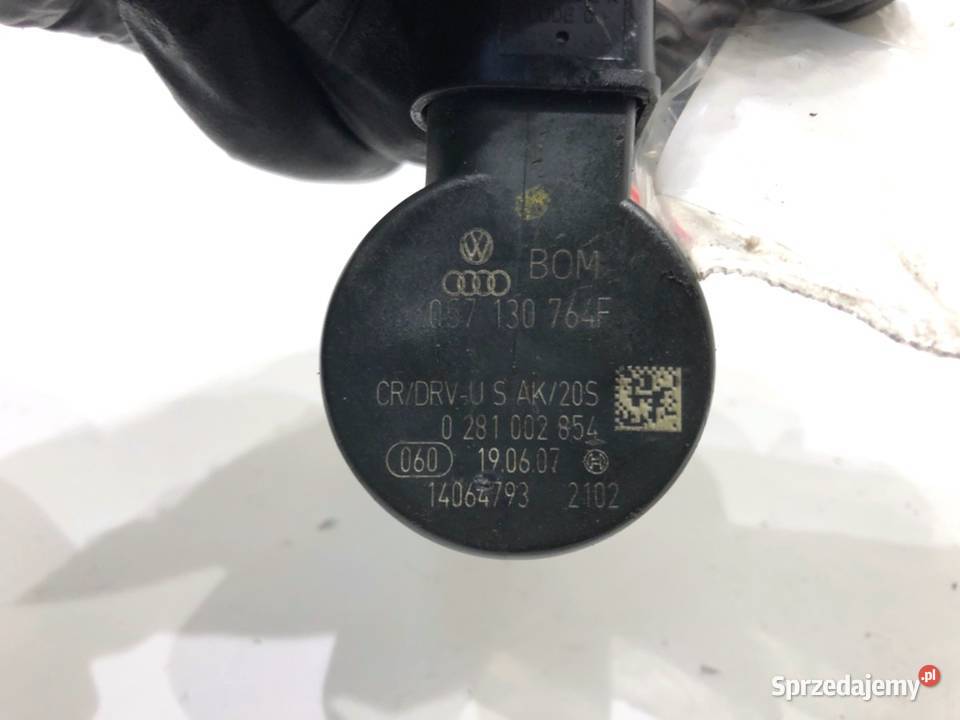 BOM
057 130 764F
CR/DRV-U S AK/20S
0 281 002 854
060 19.06.07
14064793 2102
Sprzedajemy.pl